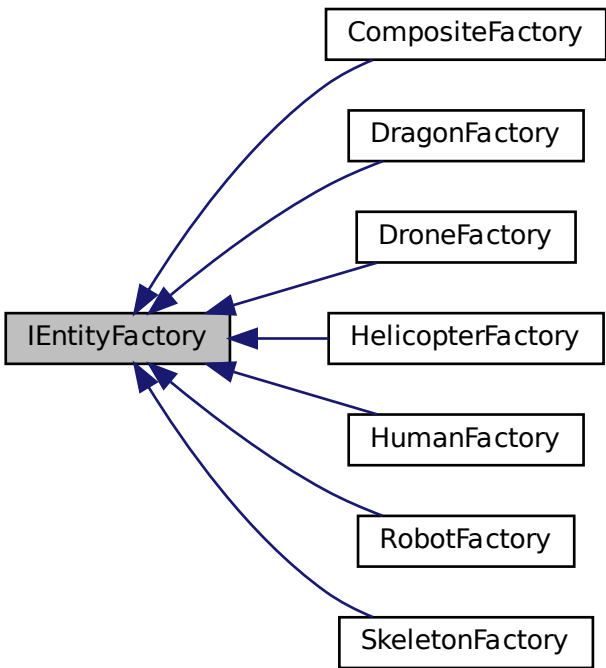 CompositeFactory
DragonFactory
DroneFactory
IEntityFactory
HelicopterFactory
HumanFactory
RobotFactory
SkeletonFactory